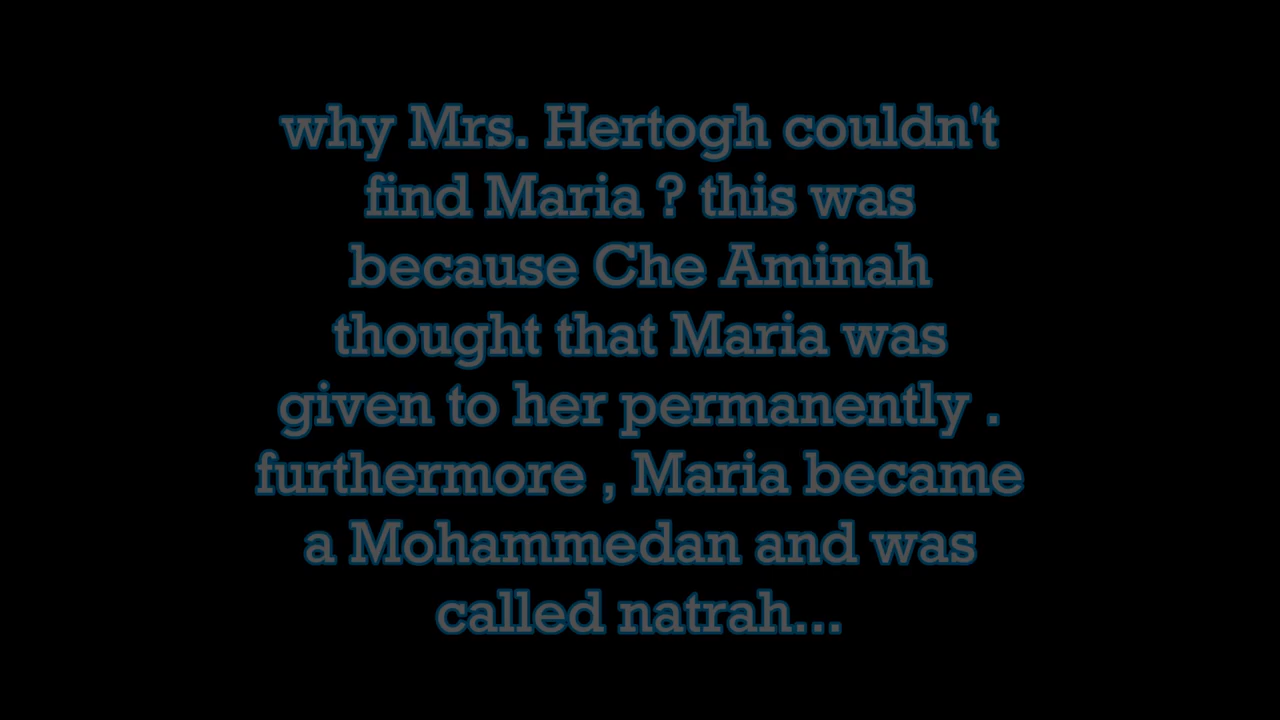 why Mrs. Hertogh couldn't
find Maria ? this was
because Che Aminah
thought that Maria was
given to her permanently .
furthermore , Maria became
a Mohammedan and was
called natrah...